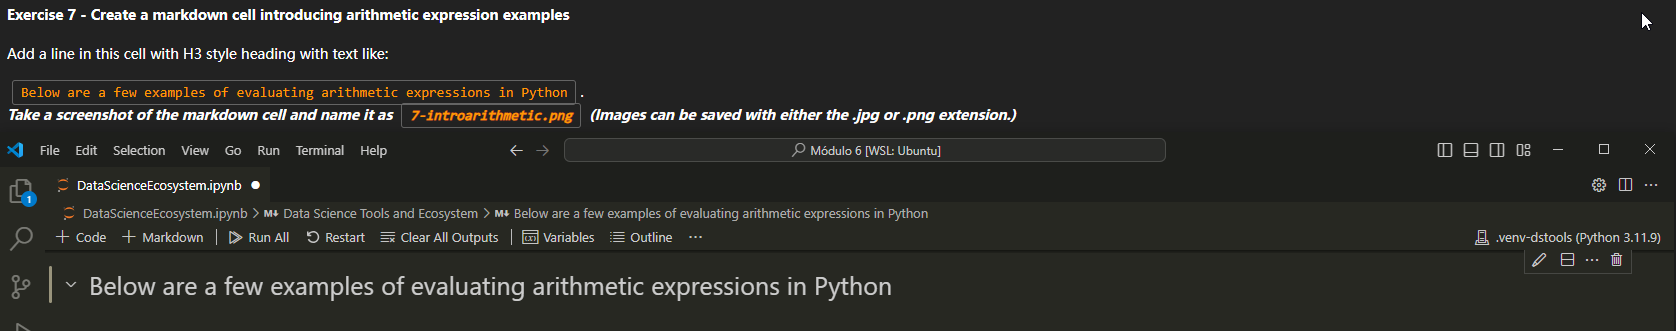 Exercise 7 - Create a markdown cell introducing arithmetic expression examples
Add a line in this cell with H3 style heading with text like:
Below are a few examples of evaluating arithmetic expressions in Python .
Take a screenshot of the markdown cell and name it as 7-introarithmetic.png (Images can be saved with either the .jpg or .png extension.)
File Edit Selection View Go Run Terminal Help Módulo 6 [WSL: Ubuntu]
DataScienceEcosystem.ipynb
1
DataScienceEcosystem.ipynb > M↓ Data Science Tools and Ecosystem > M↓ Below are a few examples of evaluating arithmetic expressions in Python
+ Code + Markdown | Run All Restart Clear All Outputs | Variables Outline ... .venv-dstools (Python 3.11.9)
Below are a few examples of evaluating arithmetic expressions in Python